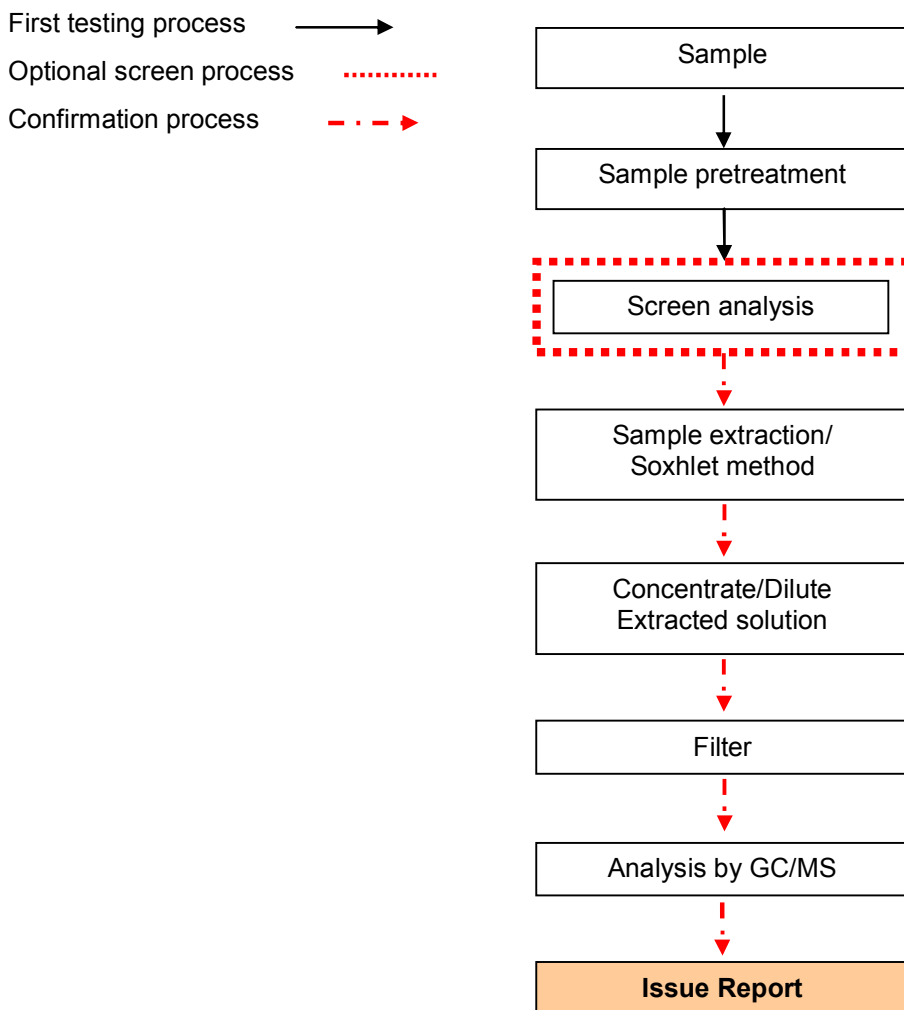 First testing process
Optional screen process
Confirmation process
Sample
Sample pretreatment
Screen analysis
Sample extraction/
Soxhlet method
Concentrate/Dilute
Extracted solution
Filter
Analysis by GC/MS
Issue Report